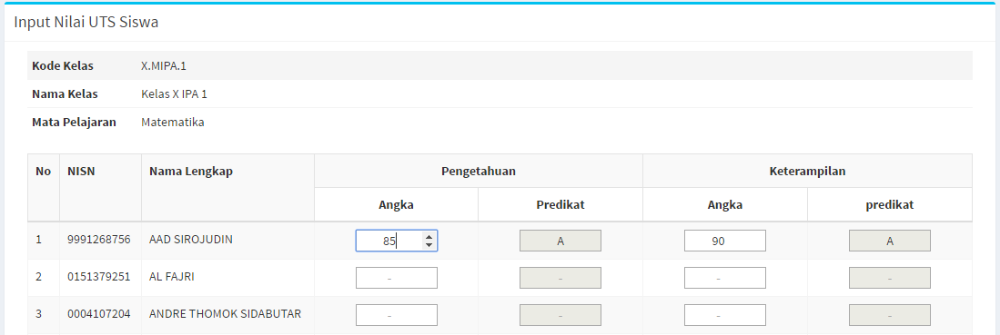 Input Nilai UTS Siswa
Kode Kelas X.MIPA.1
Nama Kelas Kelas X IPA 1
Mata Pelajaran Matematika
No NISN Nama Lengkap Pengetahuan Keterampilan
Angka Predikat Angka predikat
1 9991268756 AAD SIROJUDIN 85 A 90 A
2 0151379251 AL FAJRI - - - -
3 0004107204 ANDRE THOMOK SIDABUTAR - - - -